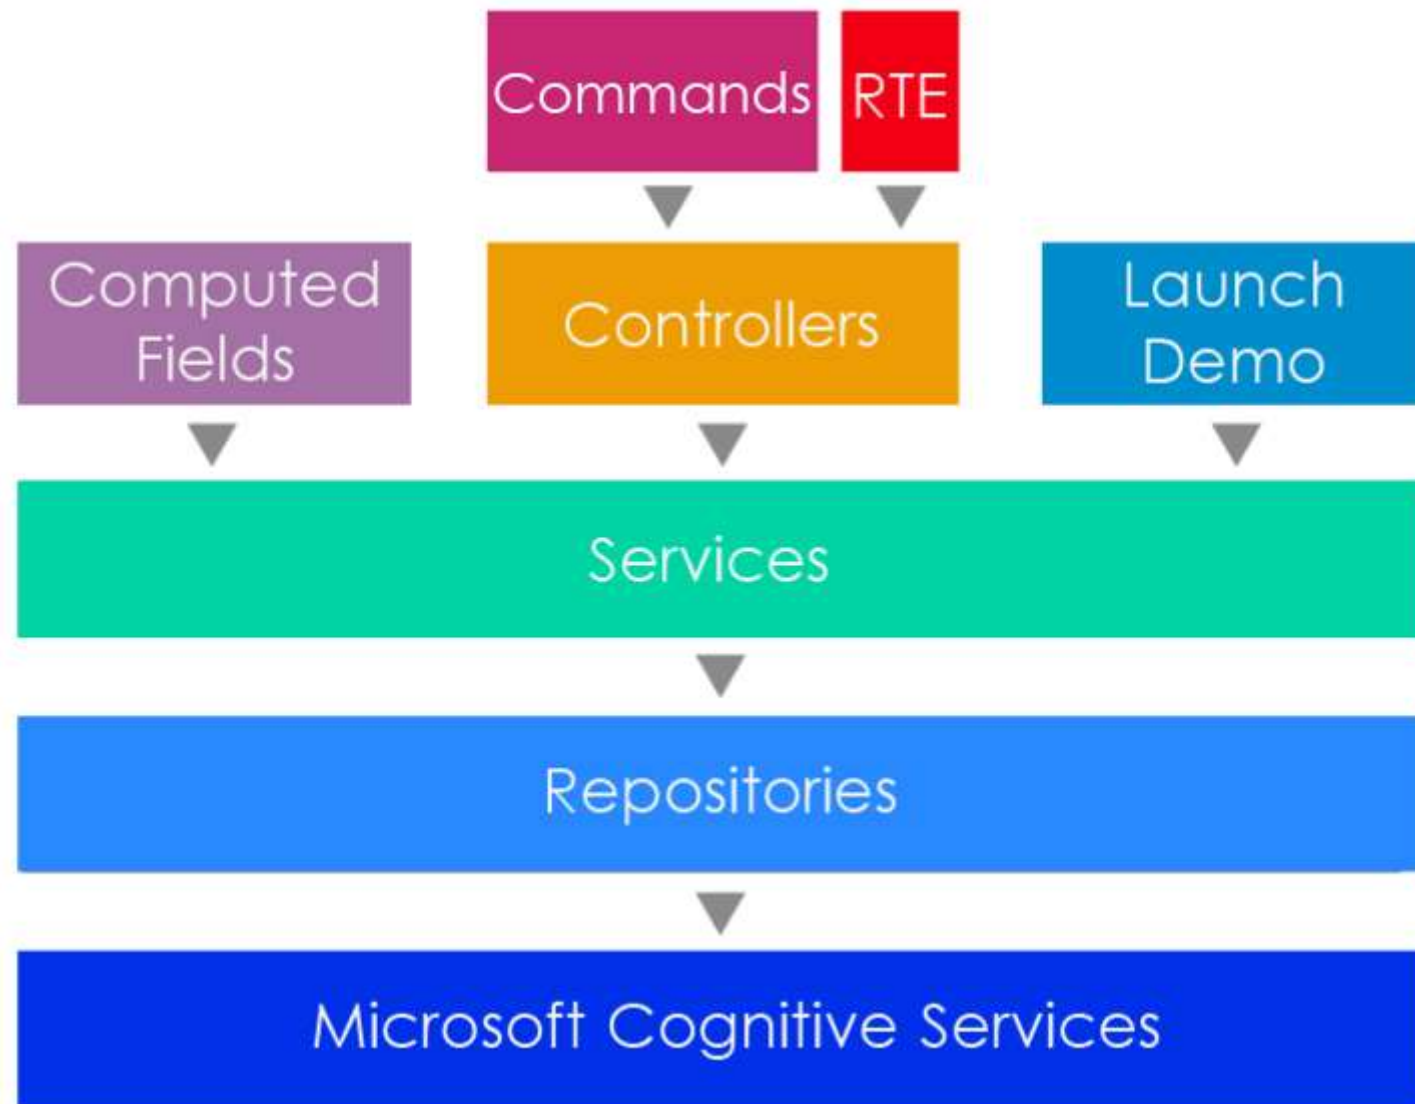 Commands
RTE
Computed
Fields
Controllers
Launch
Demo
Services
Repositories
Microsoft Cognitive Services